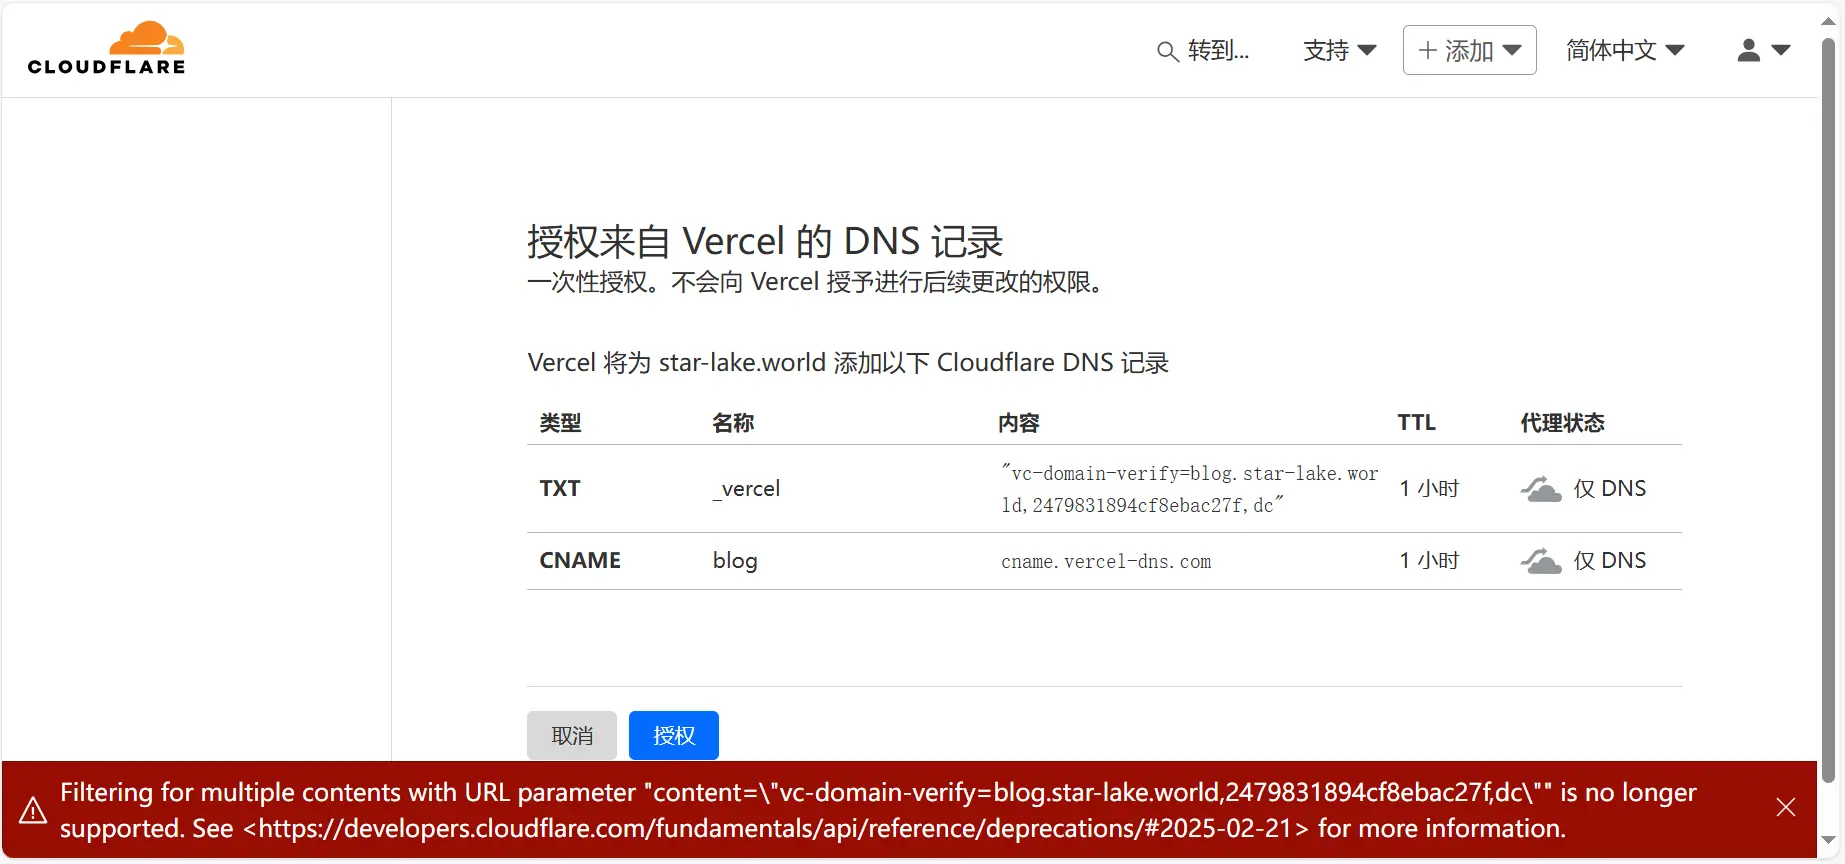 CLOUDFLARE
转到...
支持
添加
简体中文
授权来自 Vercel 的 DNS 记录
一次性授权。不会向 Vercel 授予进行后续更改的权限。
Vercel 将为 star-lake.world 添加以下 Cloudflare DNS 记录
类型 名称 内容 TTL 代理状态
TXT _vercel "vc-domain-verify=blog.star-lake.wor
ld,2479831894cf8ebac27f,dc" 1 小时 仅 DNS
CNAME blog cname.vercel-dns.com 1 小时 仅 DNS
取消 授权
Filtering for multiple contents with URL parameter "content=\"vc-domain-verify=blog.star-lake.world,2479831894cf8ebac27f,dc\"" is no longer
supported. See <https://developers.cloudflare.com/fundamentals/api/reference/deprecations/#2025-02-21> for more information.